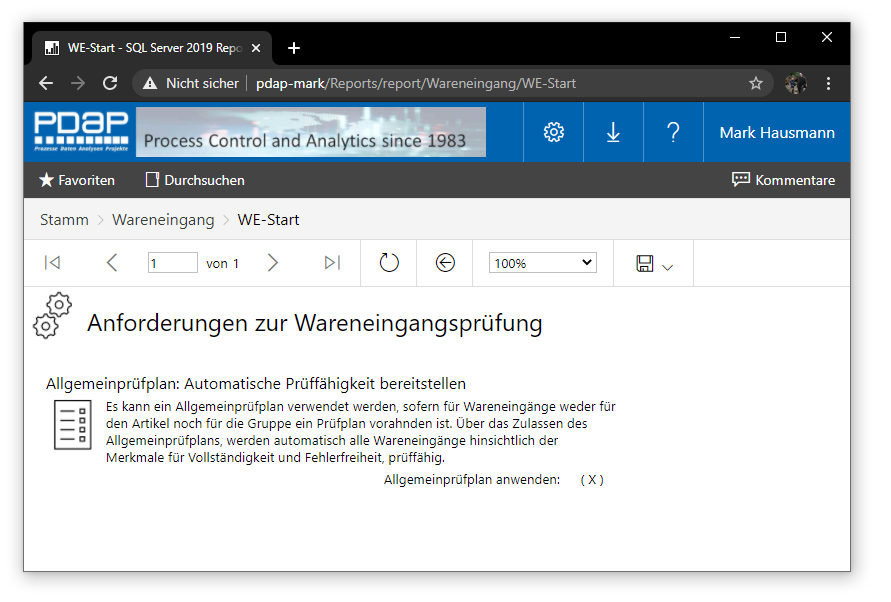 WE-Start - SQL Server 2019 Repo
Nicht sicher
pdap-mark/Reports/report/Wareneingang/WE-Start
PDAP
Prozesse Daten Analysen Projekte
Process Control and Analytics since 1983
?
Mark Hausmann
Favoriten
Durchsuchen
Kommentare
Stamm > Wareneingang > WE-Start
1 von 1
100%
Anforderungen zur Wareneingangsprüfung
Allgemeinprüfplan: Automatische Prüffähigkeit bereitstellen
Es kann ein Allgemeinprüfplan verwendet werden, sofern für Wareneingänge weder für
den Artikel noch für die Gruppe ein Prüfplan vorahnden ist. Über das Zulassen des
Allgemeinprüfplans, werden automatisch alle Wareneingänge hinsichtlich der
Merkmale für Vollständigkeit und Fehlerfreiheit, prüffähig.
Allgemeinprüfplan anwenden: ( X )